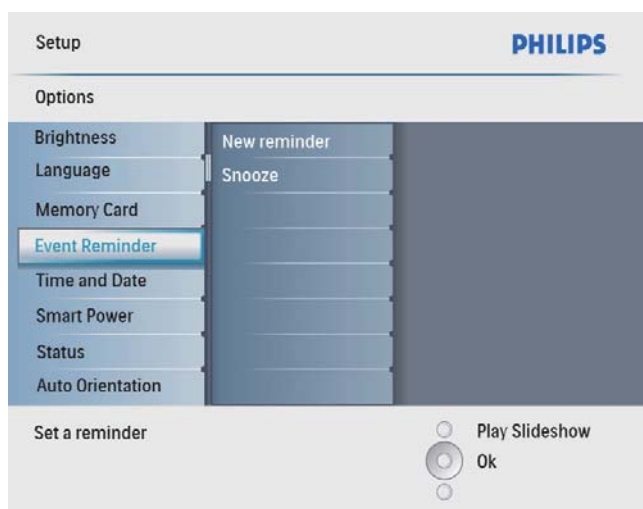 Setup
PHILIPS
Options
Brightness
Language
Memory Card
Event Reminder
Time and Date
Smart Power
Status
Auto Orientation
New reminder
Snooze
Set a reminder
Play Slideshow
Ok